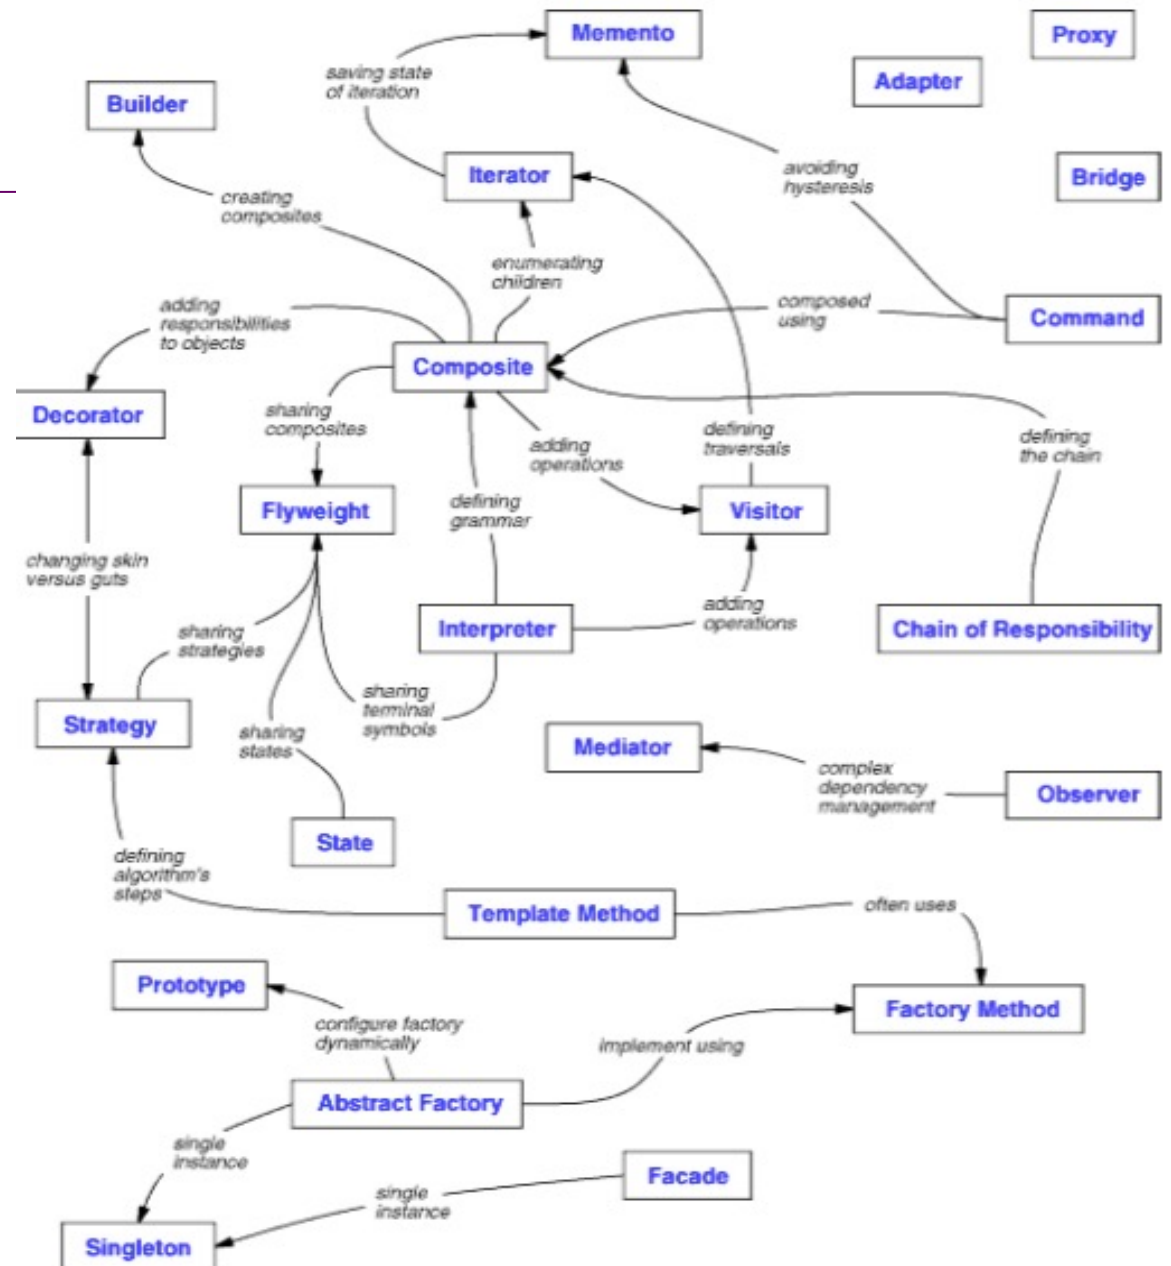 Memento
Proxy
Adapter
saving state
of iteration
Builder
Iterator
avoiding
hysteresis
Bridge
creating
composites
enumerating
children
adding
responsibilities
to objects
composed
using
Command
Composite
Decorator
sharing
composites
adding
operations
defining
traversals
defining
the chain
Flyweight
defining
grammar
Visitor
changing skin
versus guts
sharing
strategies
Interpreter
adding
operations
Chain of Responsibility
Strategy
sharing
states
sharing
terminal
symbols
Mediator
complex
dependency
management
Observer
State
defining
algorithm's
steps
Template Method
often uses
Prototype
configure factory
dynamically
implement using
Factory Method
Abstract Factory
single
instance
single
instance
Facade
Singleton